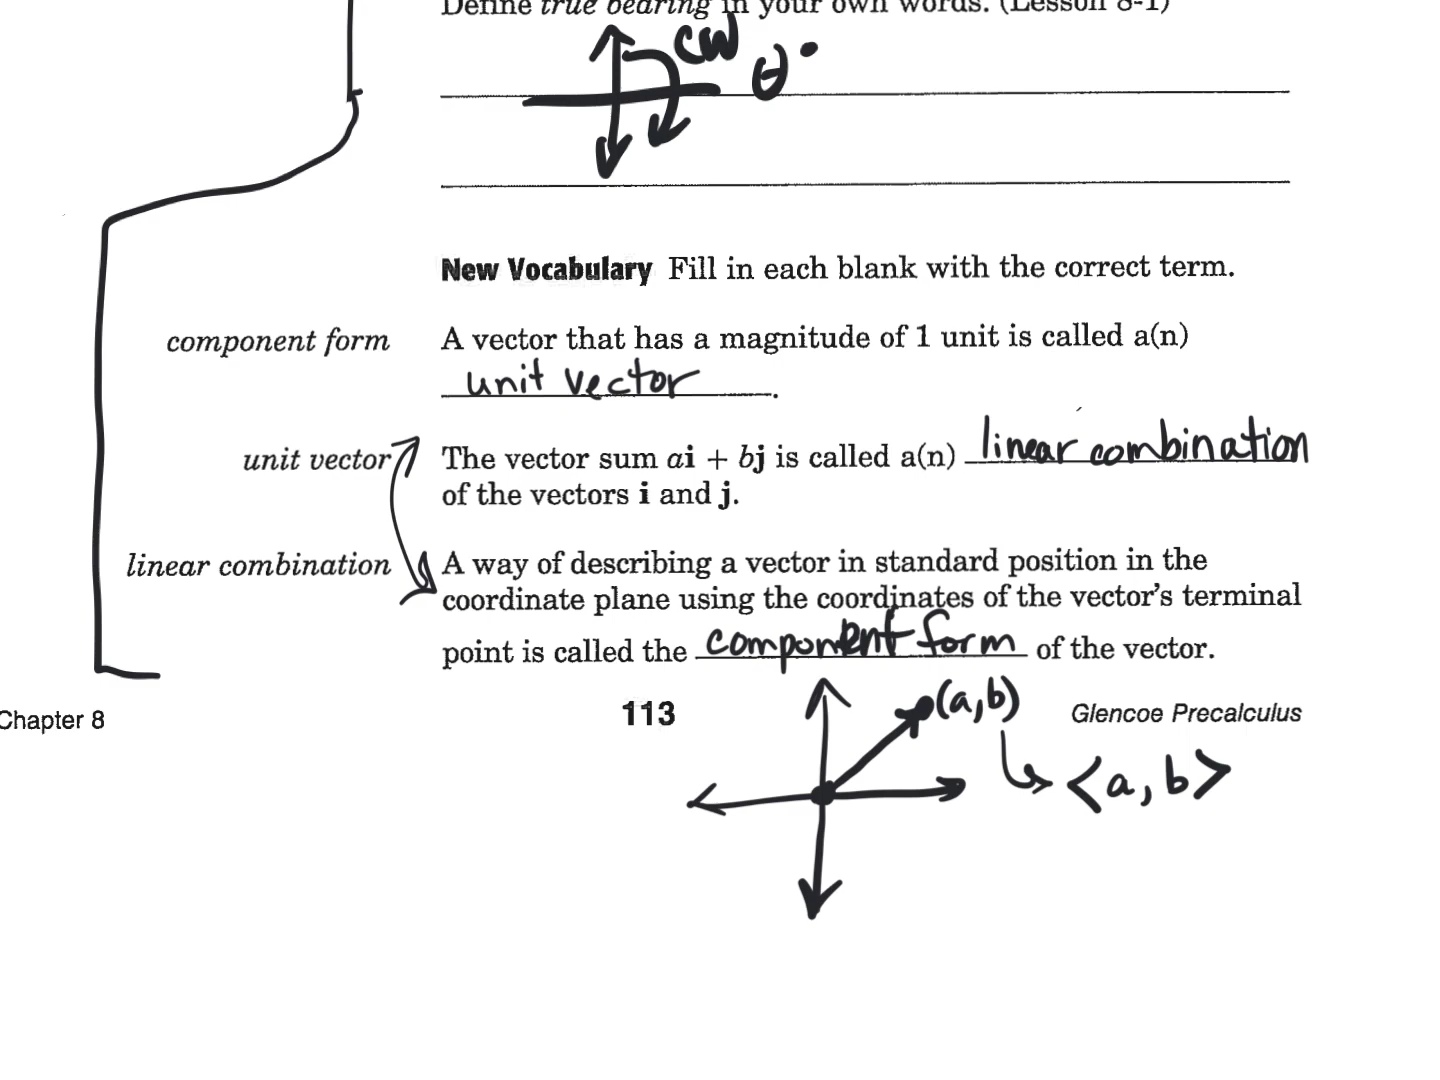 Define true bearing in your own words. (Lesson 8-1)
CW θ°
New Vocabulary Fill in each blank with the correct term.
component form A vector that has a magnitude of 1 unit is called a(n)
unit vector.
unit vector The vector sum ai + bj is called a(n) linear combination
of the vectors i and j.
linear combination A way of describing a vector in standard position in the
coordinate plane using the coordinates of the vector's terminal
point is called the component form of the vector.
Chapter 8 113 Glencoe Precalculus
(a,b)
<a, b>